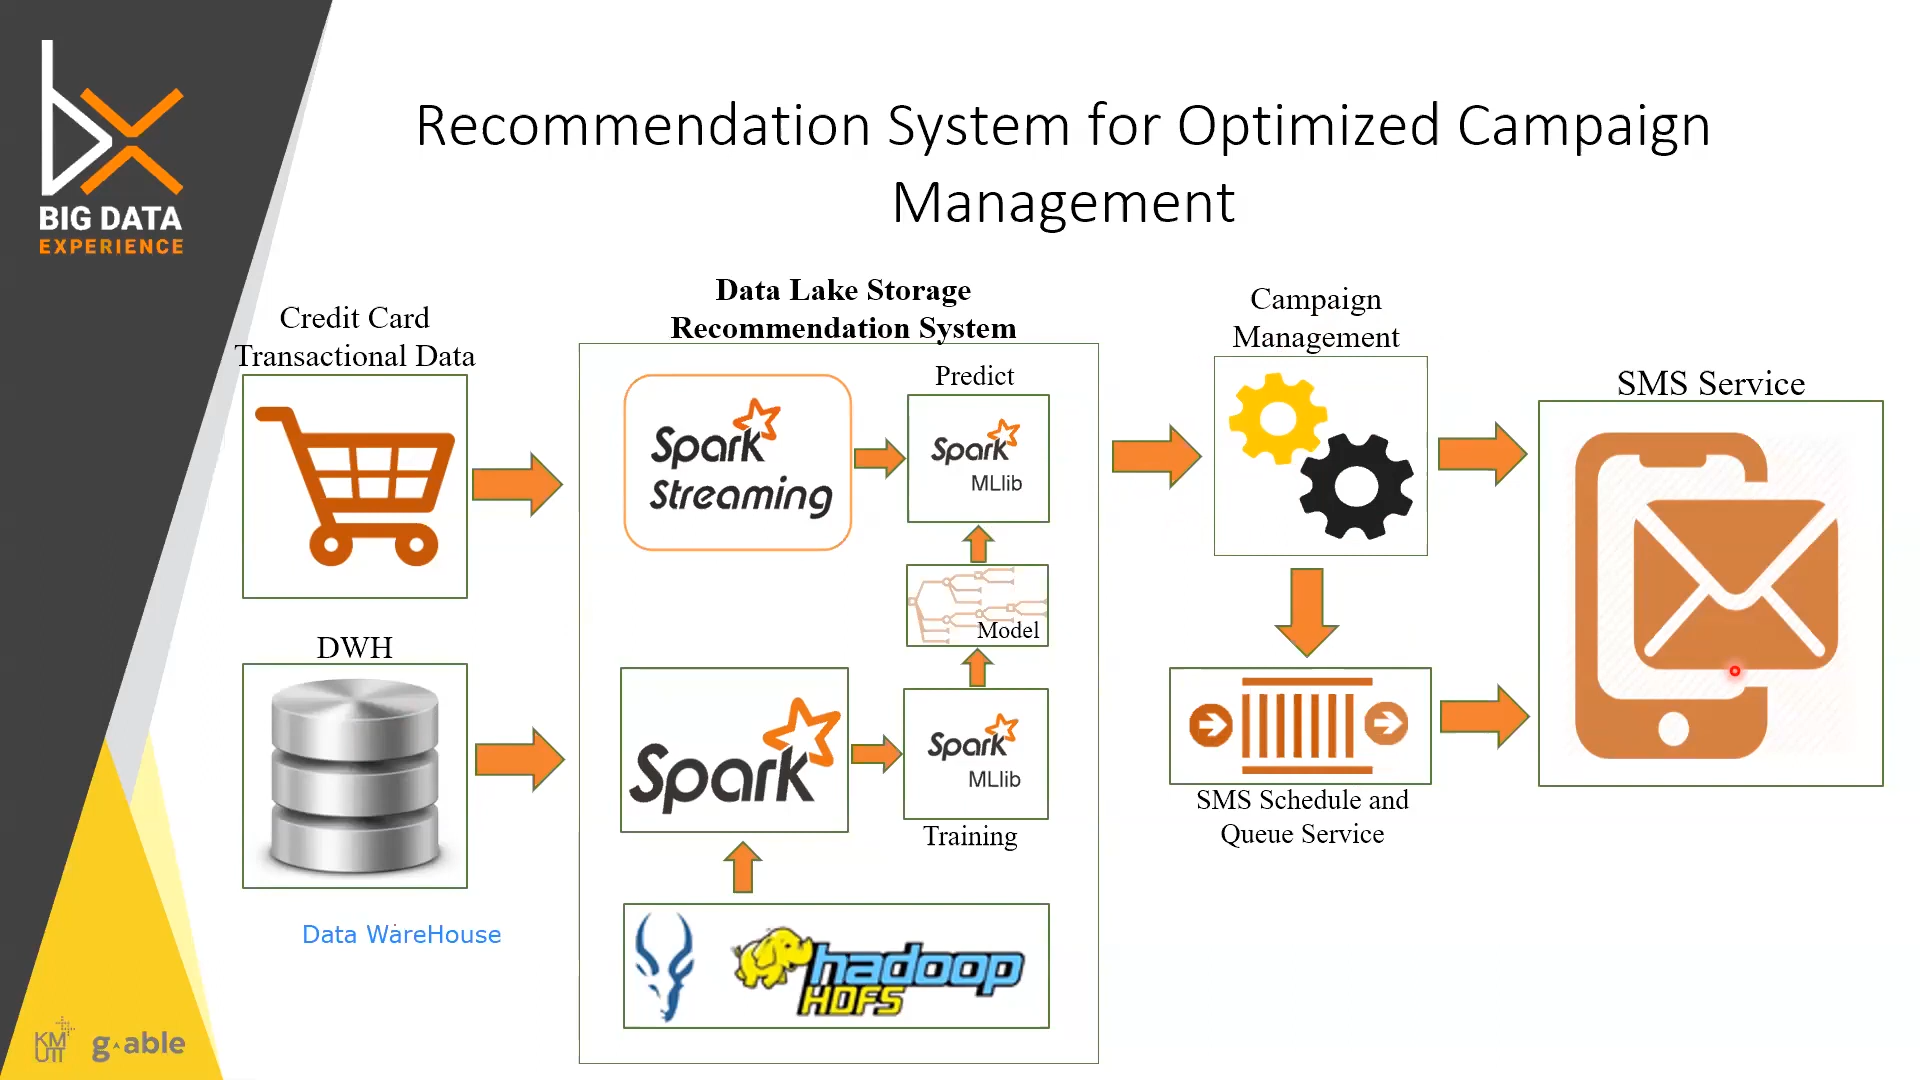 BIG DATA
EXPERIENCE
Recommendation System for Optimized Campaign
Management
Credit Card
Transactional Data
DWH
Data WareHouse
Data Lake Storage
Recommendation System
Spark
Streaming
Predict
Spark
MLlib
Model
Spark
Spark
MLlib
Training
hadoop
HDFS
Campaign
Management
SMS Schedule and
Queue Service
SMS Service
KM
UTT
g-able